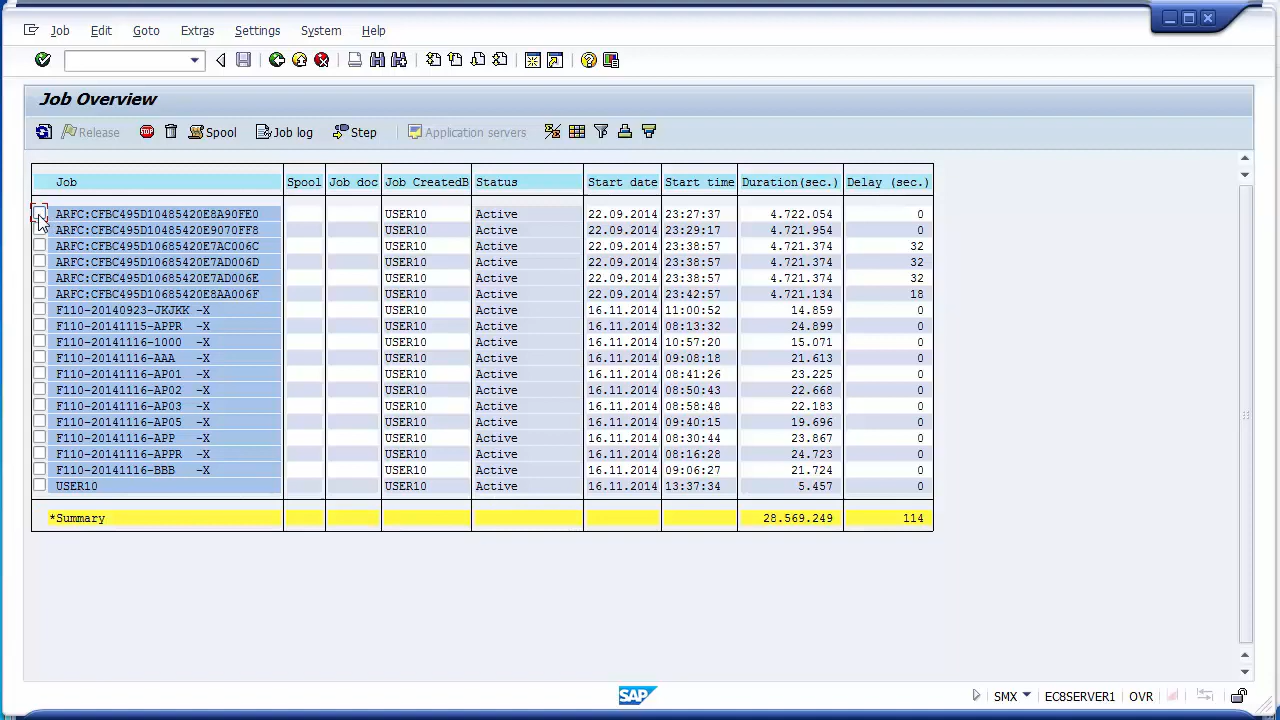 Job Edit Goto Extras Settings System Help
Job Overview
Release STOP Spool Job log Step Application servers
Job Spool Job doc Job CreatedB Status Start date Start time Duration(sec.) Delay (sec.)
ARFC:CFBC495D10485420E8A90FE0 USER10 Active 22.09.2014 23:27:37 4.722.054 0
ARFC:CFBC495D10485420E9070FF8 USER10 Active 22.09.2014 23:29:17 4.721.954 0
ARFC:CFBC495D10685420E7AC006C USER10 Active 22.09.2014 23:38:57 4.721.374 32
ARFC:CFBC495D10685420E7AD006D USER10 Active 22.09.2014 23:38:57 4.721.374 32
ARFC:CFBC495D10685420E7AD006E USER10 Active 22.09.2014 23:38:57 4.721.374 32
ARFC:CFBC495D10685420E8AA006F USER10 Active 22.09.2014 23:42:57 4.721.134 18
F110-20140923-JKJKK -X USER10 Active 16.11.2014 11:00:52 14.859 0
F110-20141115-APPR -X USER10 Active 16.11.2014 08:13:32 24.899 0
F110-20141116-1000 -X USER10 Active 16.11.2014 10:57:20 15.071 0
F110-20141116-AAA -X USER10 Active 16.11.2014 09:08:18 21.613 0
F110-20141116-AP01 -X USER10 Active 16.11.2014 08:41:26 23.225 0
F110-20141116-AP02 -X USER10 Active 16.11.2014 08:50:43 22.668 0
F110-20141116-AP03 -X USER10 Active 16.11.2014 08:58:48 22.183 0
F110-20141116-AP05 -X USER10 Active 16.11.2014 09:40:15 19.696 0
F110-20141116-APP -X USER10 Active 16.11.2014 08:30:44 23.867 0
F110-20141116-APPR -X USER10 Active 16.11.2014 08:16:28 24.723 0
F110-20141116-BBB -X USER10 Active 16.11.2014 09:06:27 21.724 0
USER10 USER10 Active 16.11.2014 13:37:34 5.457 0
*Summary 28.569.249 114
SAP SMX ECSSERVER1 OVR